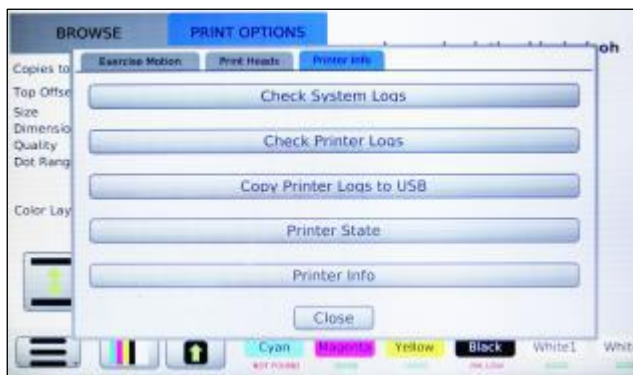 BROWSE
PRINT OPTIONS
oh
Exercise Motion
Print Heads
Printer Info
Copies to
Top Offse
Size
Dimensio
Quality
Dot Rang
Color Lay
Check System Logs
Check Printer Logs
Copy Printer Logs to USB
Printer State
Printer Info
Close
Cyan
Magenta
Yellow
Black
White1
Whit
NOT FOUND
INK LOW